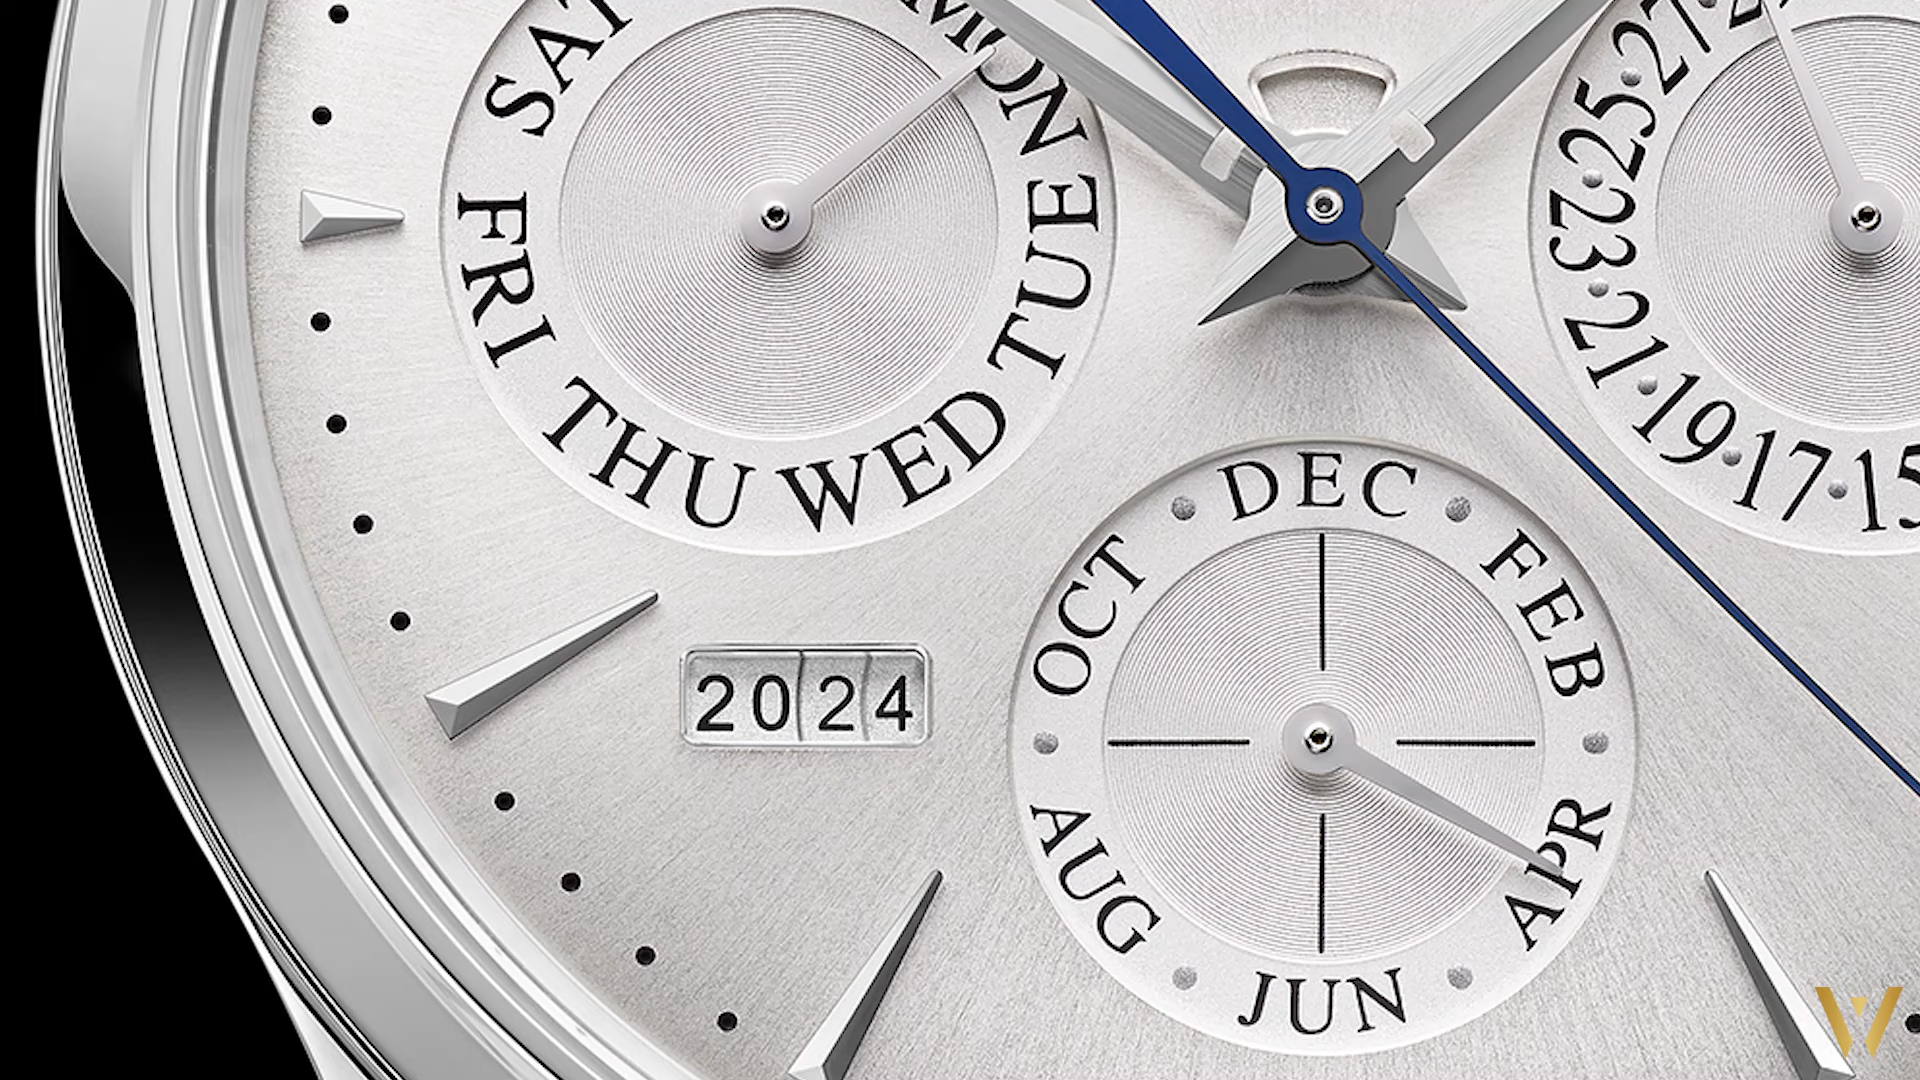 SAT
MON
TUE
WED
THU
FRI
27
25
23
21
19
17
15
2024
DEC
FEB
APR
JUN
AUG
OCT